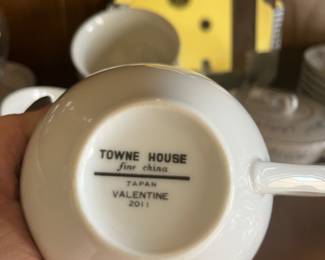 TOWNE HOUSE
fine china
JAPAN
VALENTINE
2011